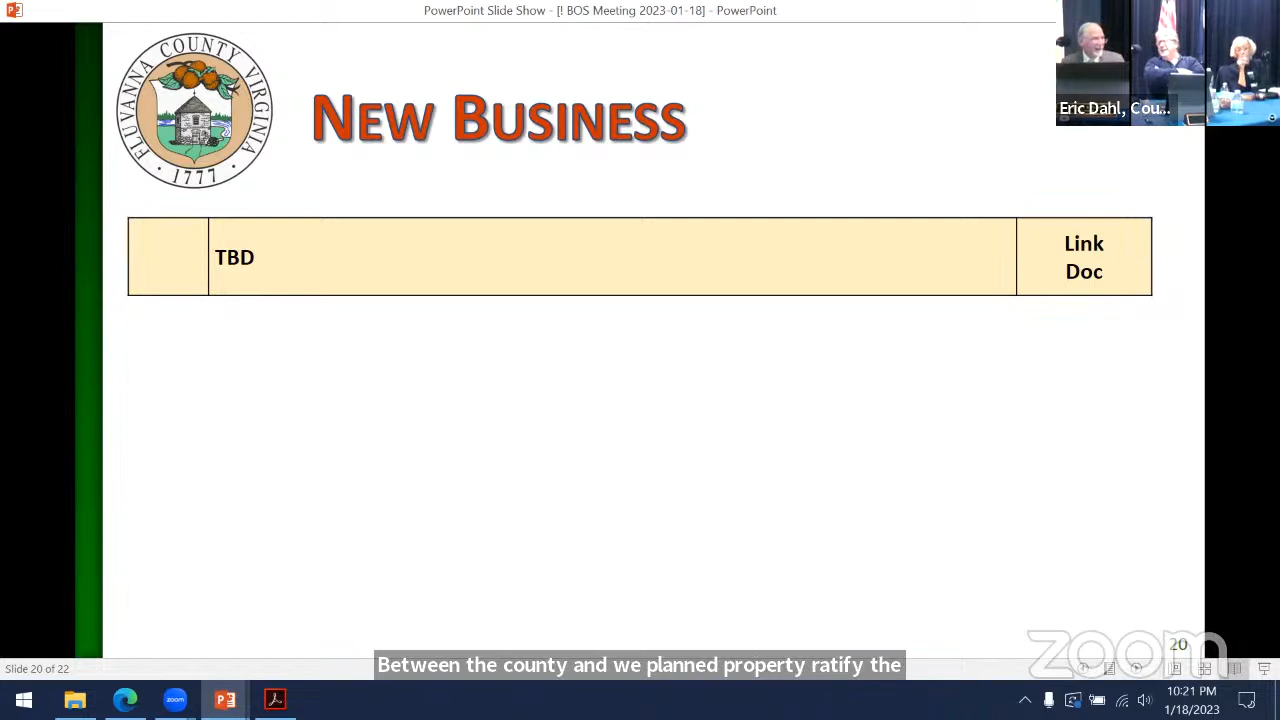 PowerPoint Slide Show - [! BOS Meeting 2023-01-18] - PowerPoint
Eric Dahl, Cou...
FLUVANNA COUNTY VIRGINIA
• 1777 •
NEW BUSINESS
TBD
Link
Doc
20
zoom
Between the county and we planned property ratify the
Slide 20 of 22
zoom
10:21 PM
1/18/2023